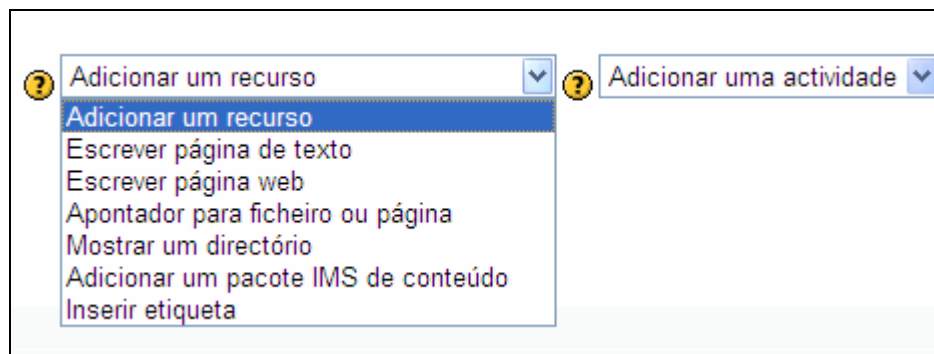 Adicionar um recurso Adicionar uma actividade
Adicionar um recurso
Escrever página de texto
Escrever página web
Apontador para ficheiro ou página
Mostrar um directório
Adicionar um pacote IMS de conteúdo
Inserir etiqueta